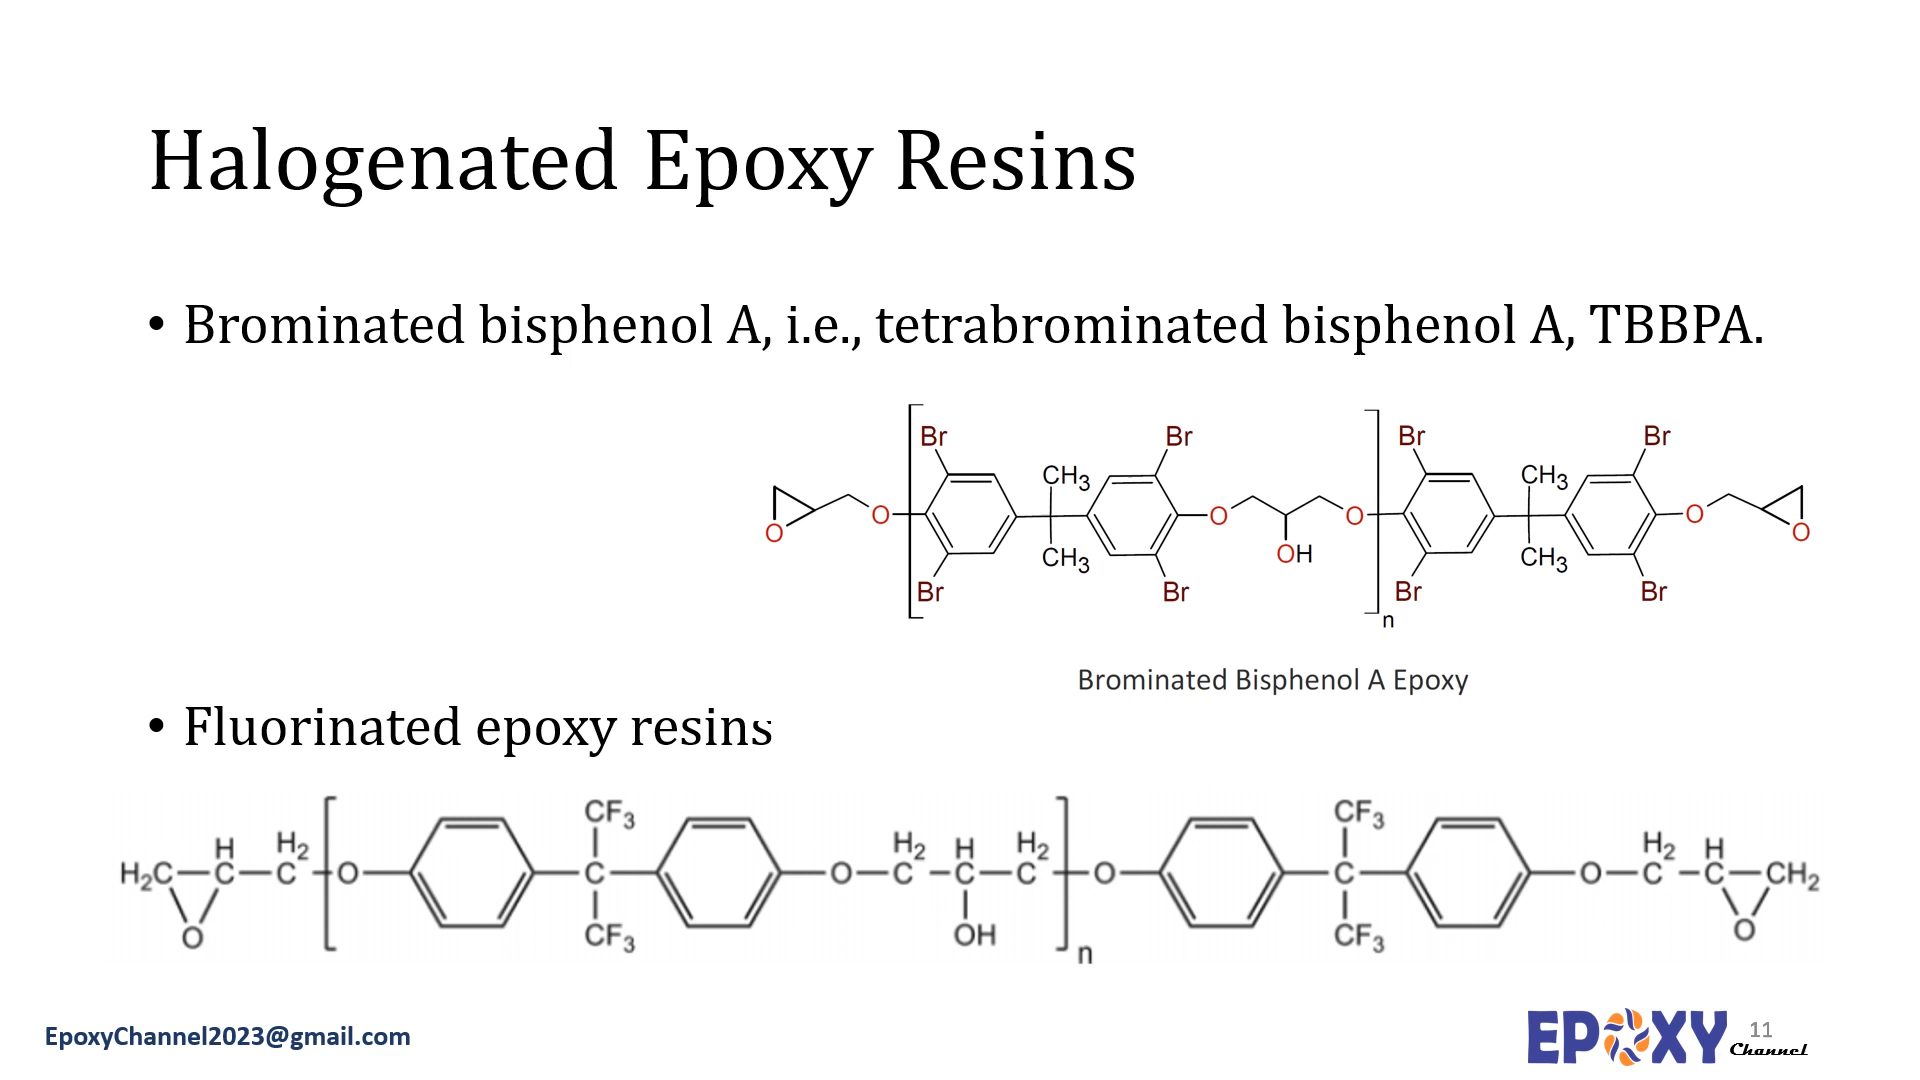 Halogenated Epoxy Resins
• Brominated bisphenol A, i.e., tetrabrominated bisphenol A, TBBPA.
Br Br Br Br
CH3 CH3
O O O O O O
OH
CH3 CH3
Br Br Br Br
n
Brominated Bisphenol A Epoxy
• Fluorinated epoxy resins
CF3 CF3
H H2 H2 H H2 H2 H
H2C C C O C O C C C O C O C C CH2
O CF3 OH CF3 O
n
EpoxyChannel2023@gmail.com
EPOXY Channel 11